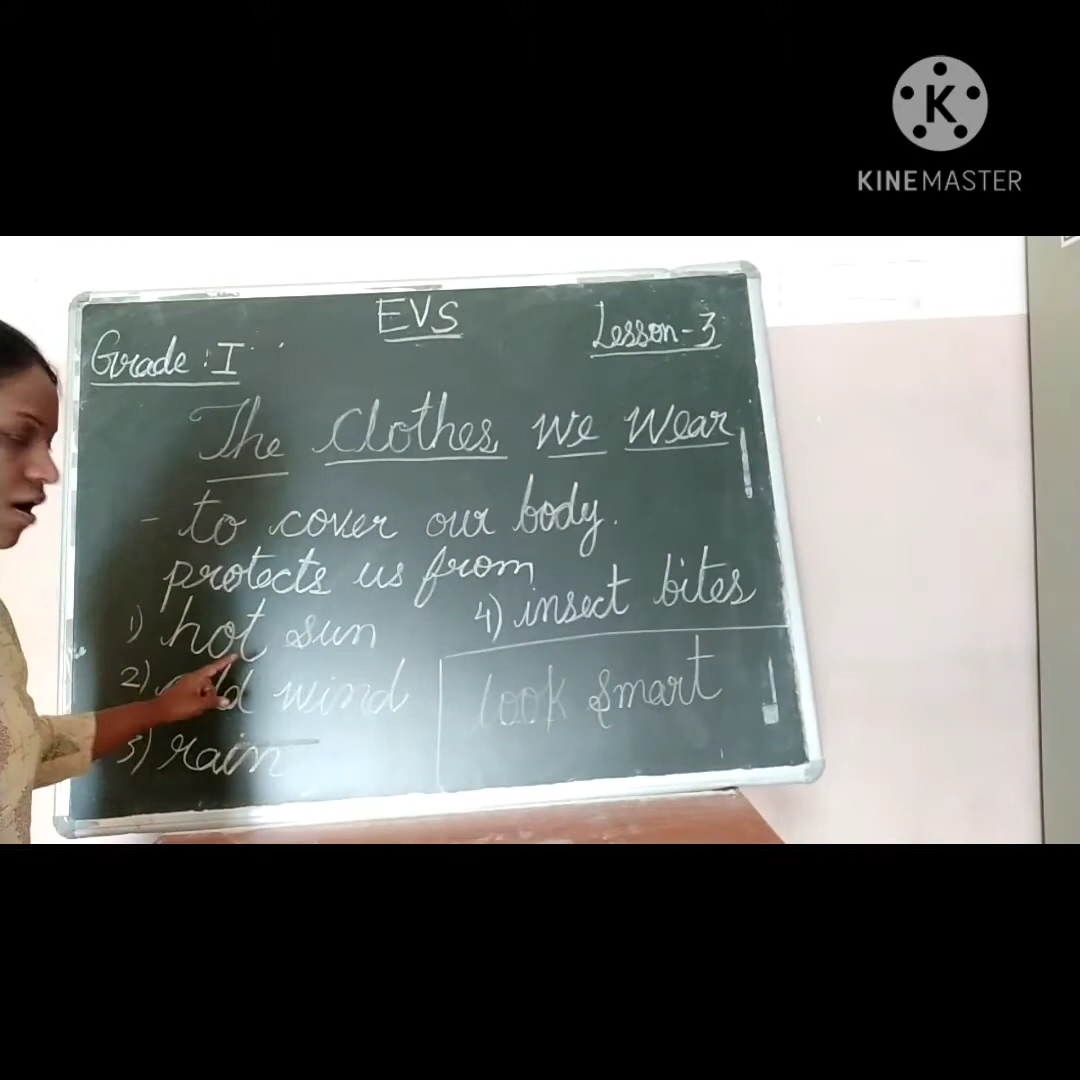 KINEMASTER
EVS
Grade : I
Lesson - 3
The Clothes we wear
- to cover our body.
protects us from
1) hot sun
2) wind
3) rain
4) insect bites
look smart